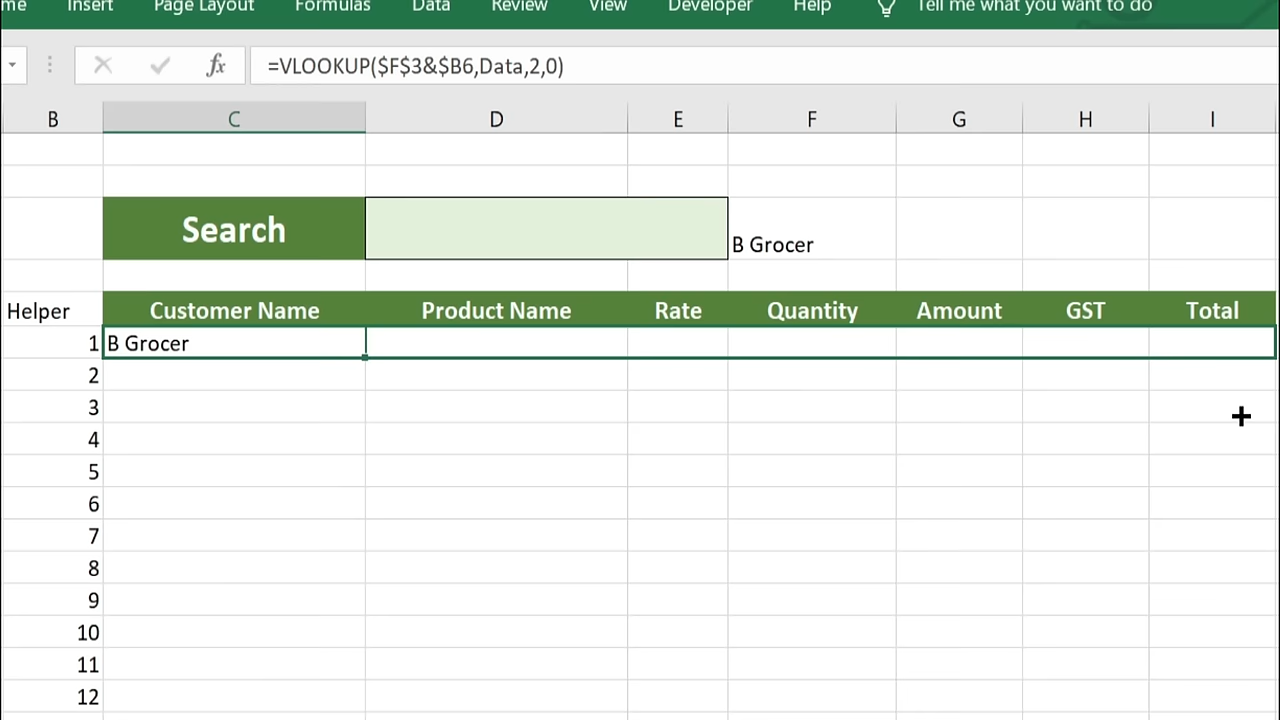 me Insert Page Layout Formulas Data Review View Developer Help Tell me what you want to do
fx =VLOOKUP($F$3&$B6,Data,2,0)
B C D E F G H I
Search B Grocer
Helper Customer Name Product Name Rate Quantity Amount GST Total
1 B Grocer
2
3
4
5
6
7
8
9
10
11
12